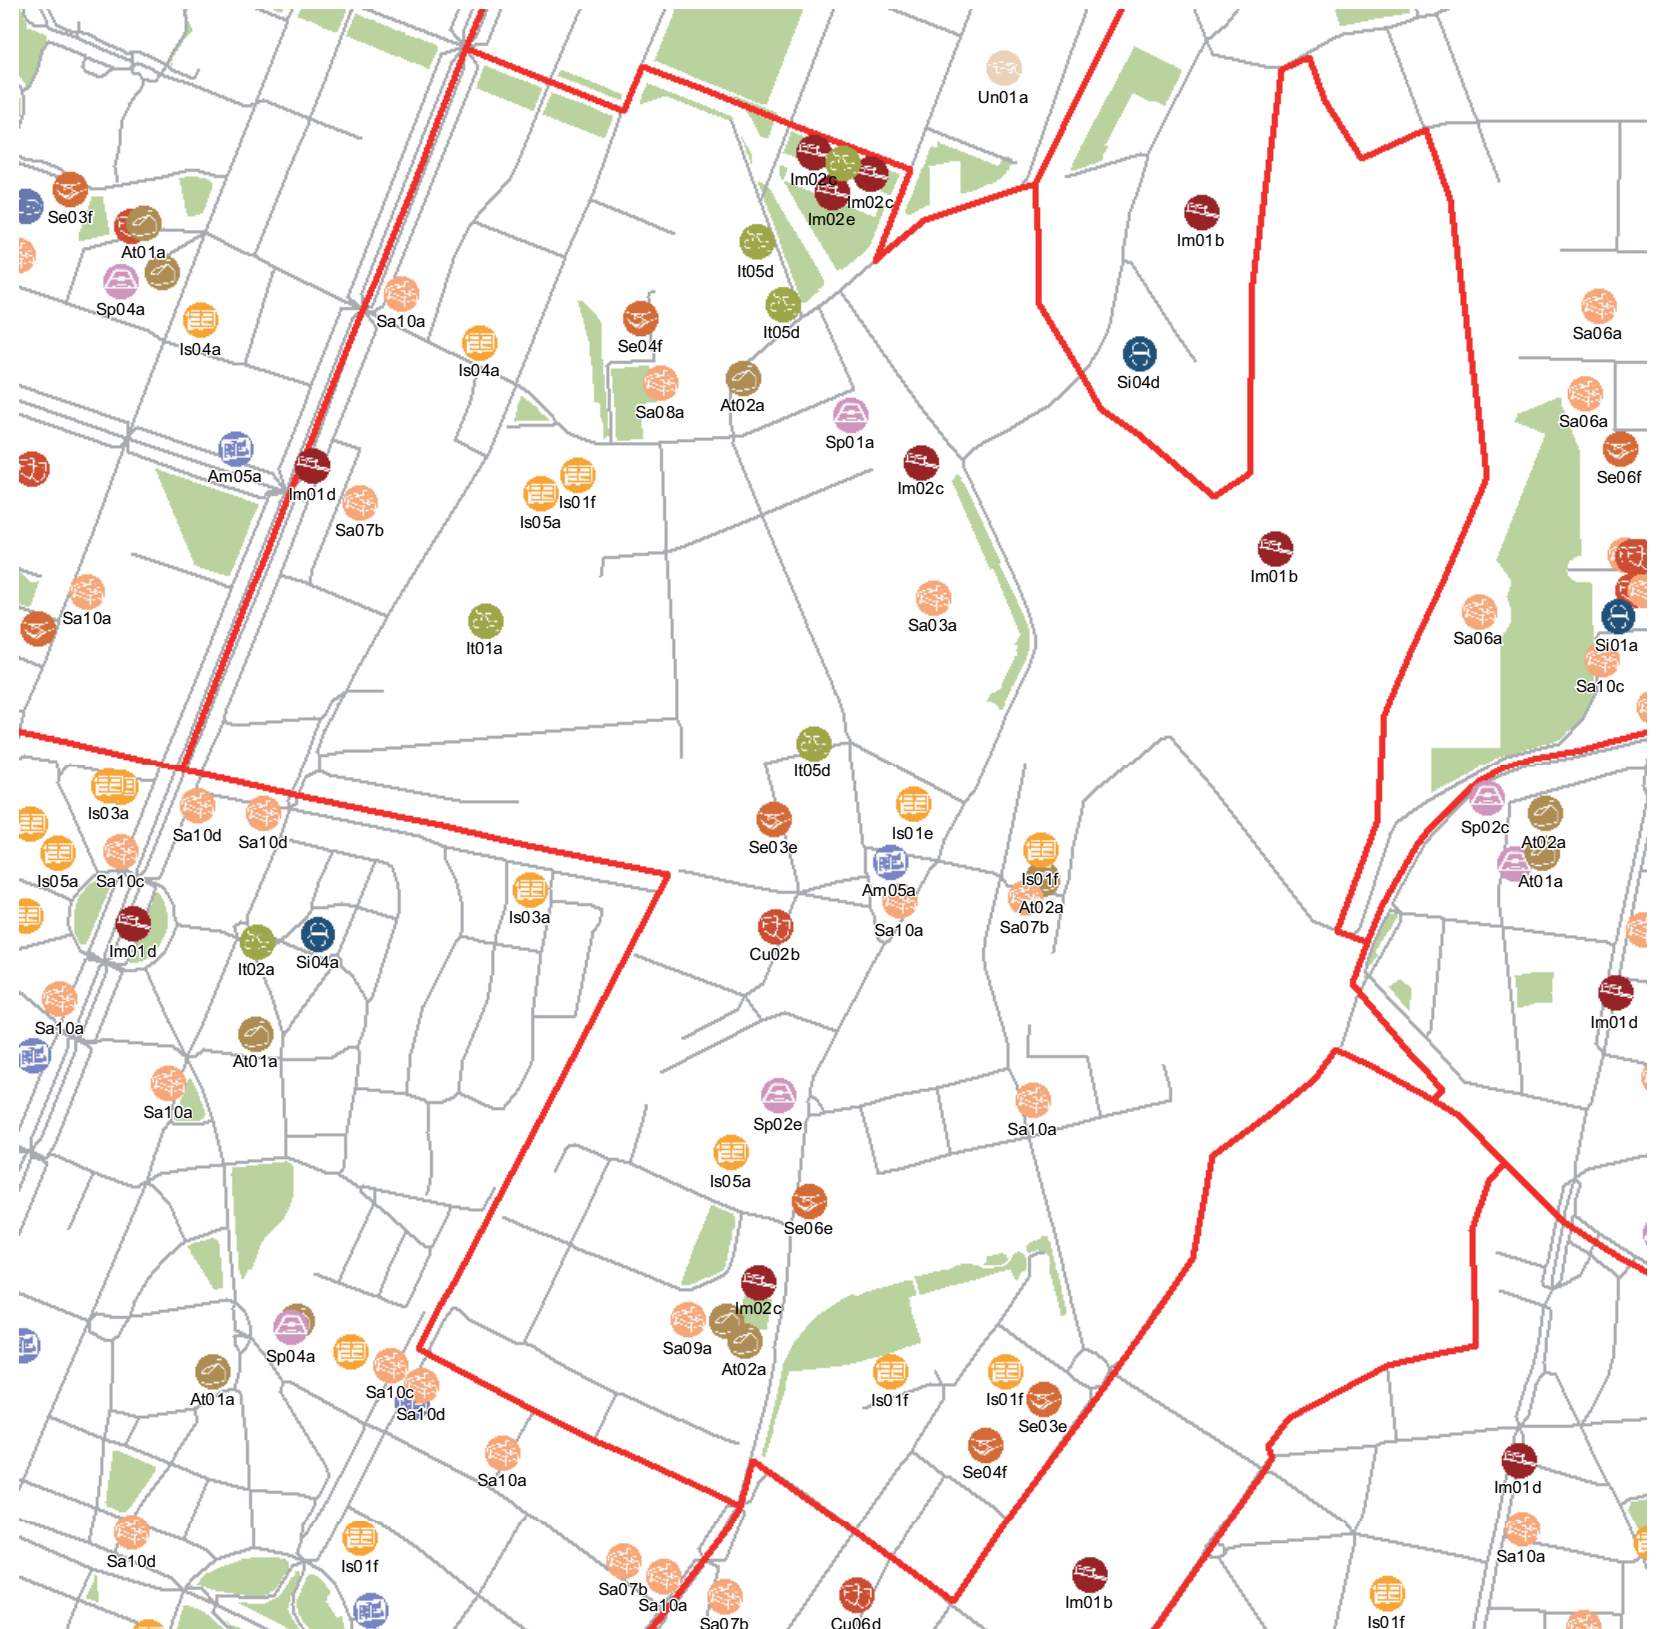 Un01a
Im02c
Im02c
Im02e
Se03f
At01a
Sp04a
Is04a
Im01b
It05d
Sa10a
It05d
Se04f
Is04a
Sa06a
Si04d
At02a
Sa08a
Sp01a
Sa06a
Am05a
Im01d
Sa07b
Is05a
Is01f
Im02c
Se06f
Im01b
Sa10a
It01a
Sa03a
Sa06a
Si01a
Sa10c
It05d
Is03a
Sa10d
Sa10d
Se03e
Is01e
Sp02c
At02a
Is05a
Sa10c
Is03a
Am05a
Is01f
At01a
At02a
Sa07b
Sa10a
Im01d
It02a
Si04a
Cu02b
Sa10a
At01a
Im01d
Sa10a
Sp02e
Sa10a
Is05a
Se06e
Im02c
Sp04a
Sa09a
At02a
At01a
Sa10c
Sa10d
Is01f
Is01f
Se03e
Sa10a
Se04f
Im01d
Sa10d
Is01f
Sa10a
Sa07b
Sa10a
Sa07b
Cu06d
Im01b
Is01f